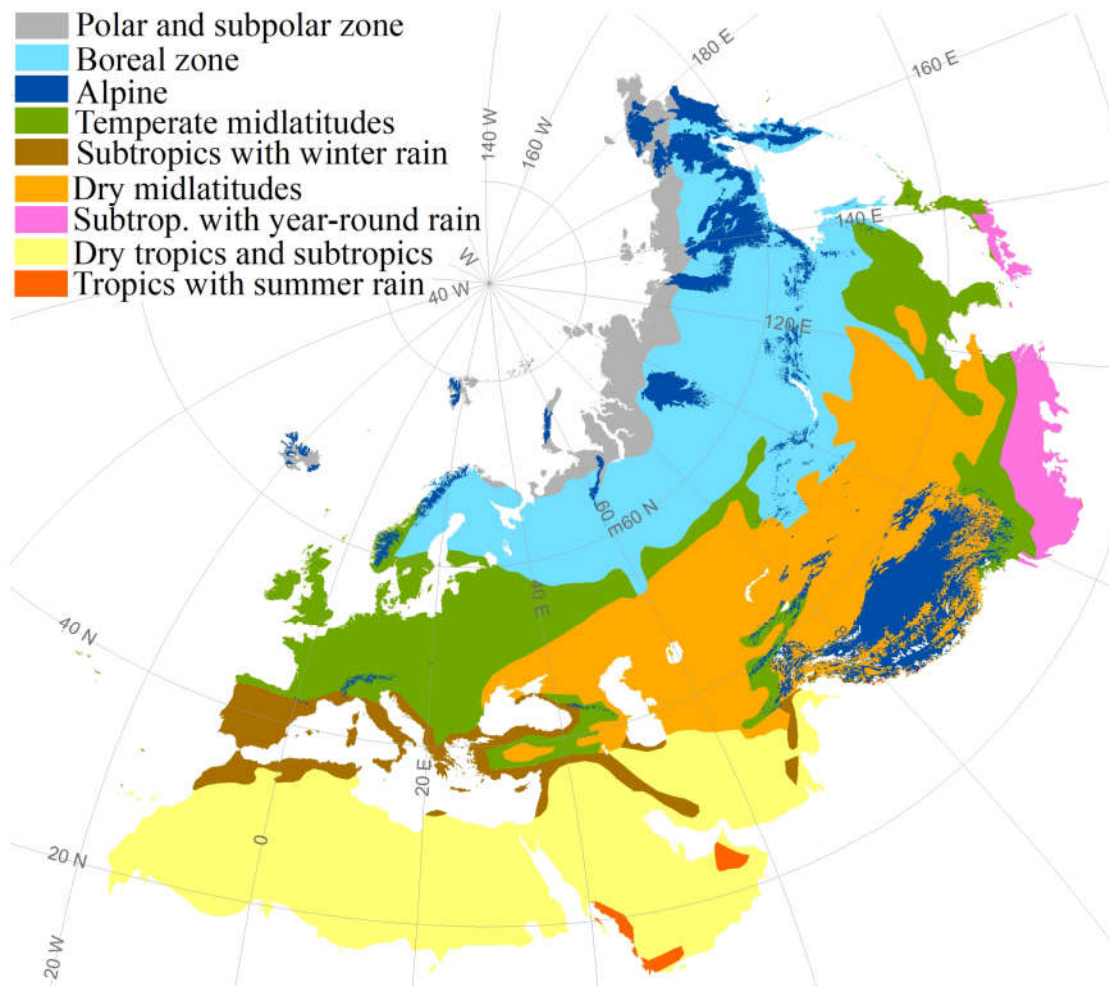 Polar and subpolar zone
Boreal zone
Alpine
Temperate midlatitudes
Subtropics with winter rain
Dry midlatitudes
Subtrop. with year-round rain
Dry tropics and subtropics
Tropics with summer rain
180 E
160 E
140 W
160 W
140 E
W
40 W
120 E
60 N
60 E
40 E
40 N
8
20 E
0
20 N
20 W